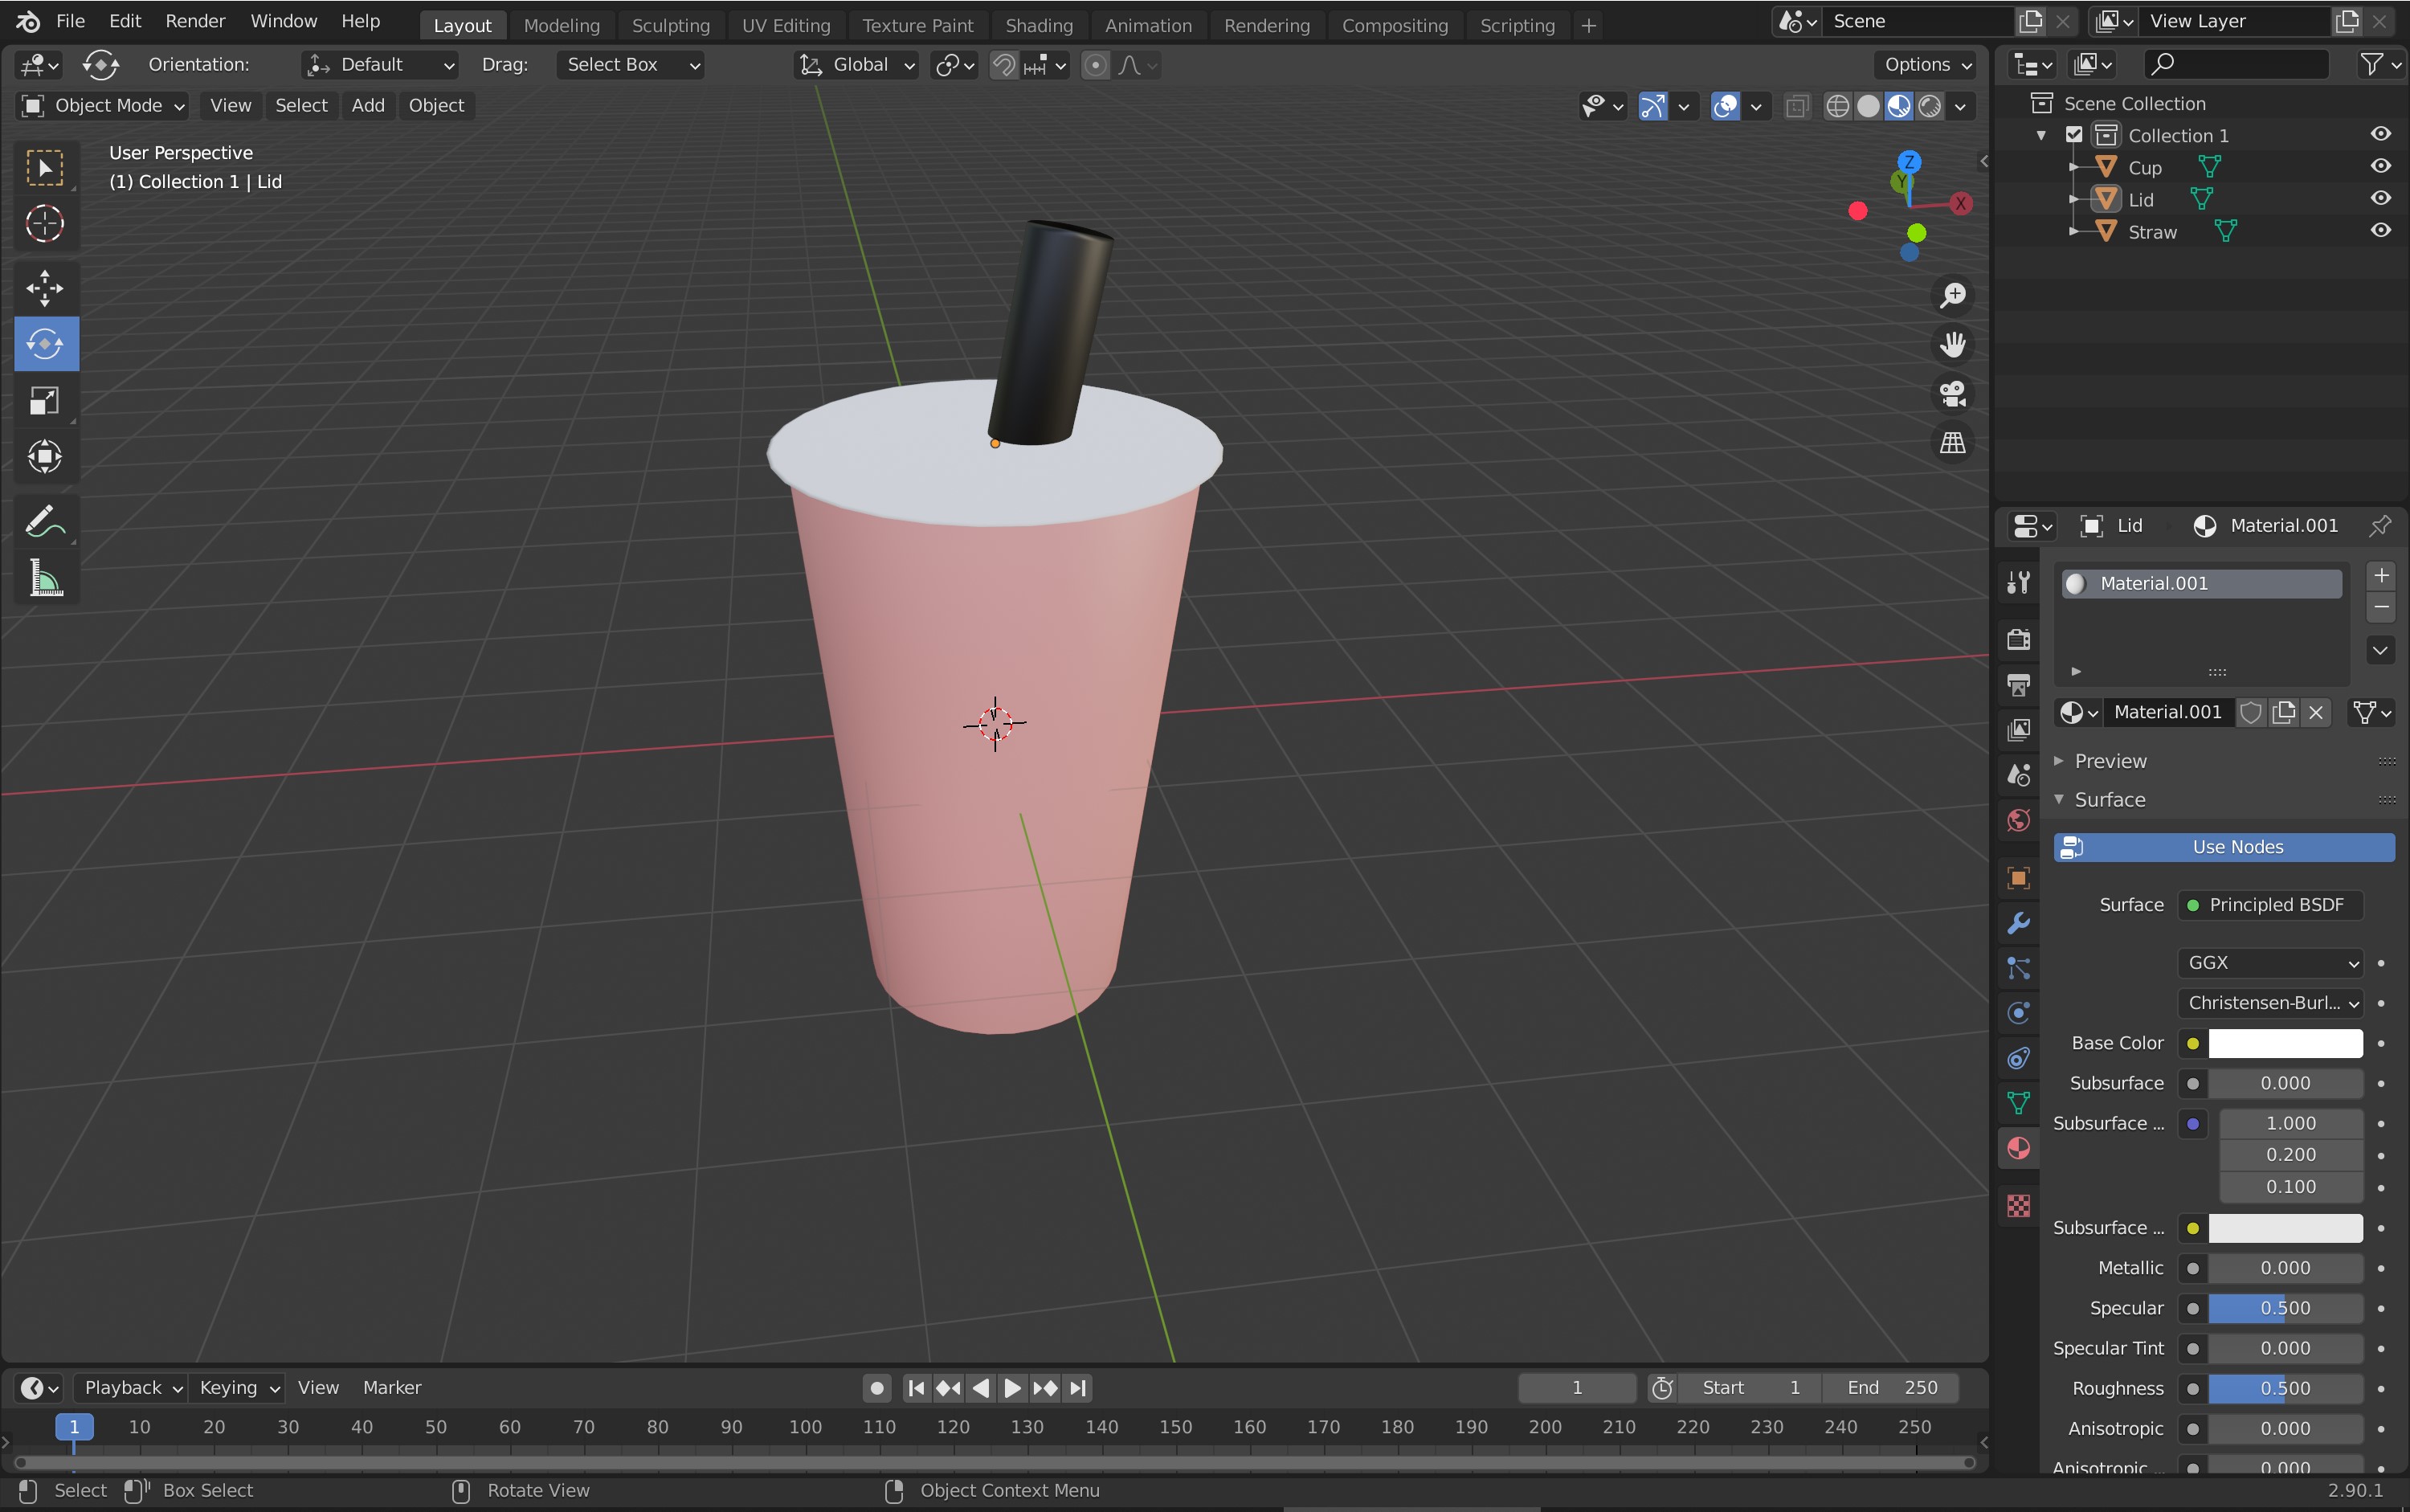 File Edit Render Window Help Layout Modeling Sculpting UV Editing Texture Paint Shading Animation Rendering Compositing Scripting + Scene View Layer
Orientation: Default Drag: Select Box Global Options
Object Mode View Select Add Object
User Perspective
(1) Collection 1 | Lid
Z
Y
X
Scene Collection
Collection 1
Cup
Lid
Straw
Lid Material.001
Material.001
Material.001
Preview
Surface
Use Nodes
Surface Principled BSDF
GGX
Christensen-Burl...
Base Color
Subsurface 0.000
Subsurface ... 1.000
0.200
0.100
Subsurface ...
Metallic 0.000
Specular 0.500
Specular Tint 0.000
Roughness 0.500
Anisotropic 0.000
Anisotropic ... 0.000
Playback Keying View Marker 1 Start 1 End 250
1 10 20 30 40 50 60 70 80 90 100 110 120 130 140 150 160 170 180 190 200 210 220 230 240 250
Select Box Select Rotate View Object Context Menu 2.90.1